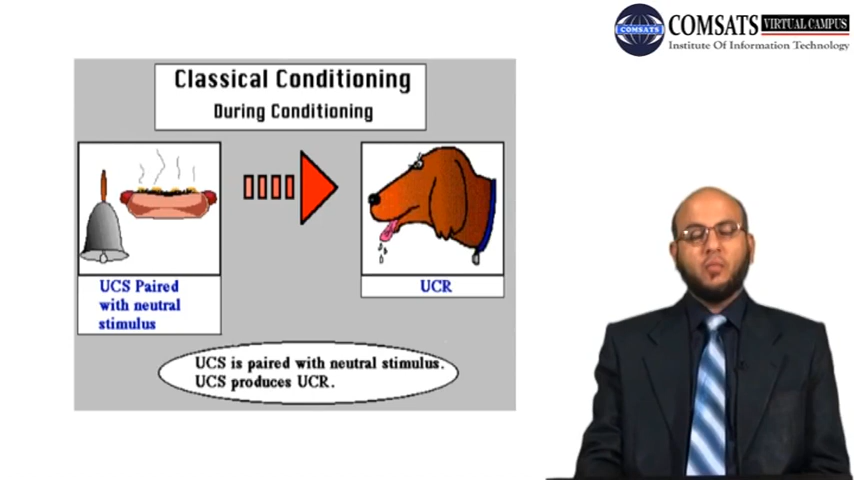 COMSATS
COMSATS VIRTUAL CAMPUS
Institute Of Information Technology
Classical Conditioning
During Conditioning
UCS Paired
with neutral
stimulus
UCR
UCS is paired with neutral stimulus.
UCS produces UCR.